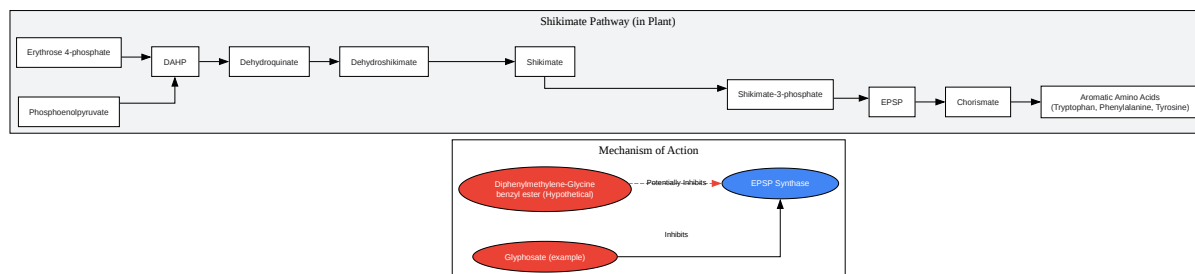 Shikimate Pathway (in Plant)
Erythrose 4-phosphate
Phosphoenolpyruvate
DAHP
Dehydroquinate
Dehydroshikimate
Shikimate
Shikimate-3-phosphate
EPSP
Chorismate
Aromatic Amino Acids
(Tryptophan, Phenylalanine, Tyrosine)
Mechanism of Action
Diphenylmethylene-Glycine
benzyl ester (Hypothetical)
Potentially Inhibits
EPSP Synthase
Inhibits
Glyphosate (example)